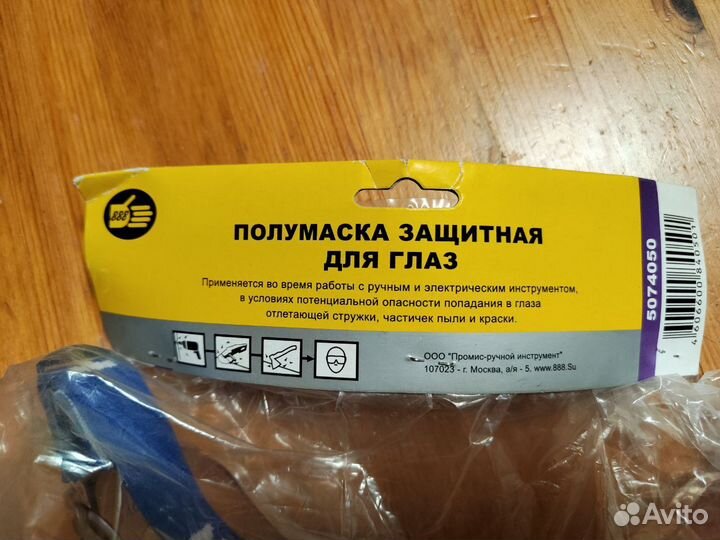 888
ПОЛУМАСКА ЗАЩИТНАЯ
ДЛЯ ГЛАЗ
Применяется во время работы с ручным и электрическим инструментом,
в условиях потенциальной опасности попадания в глаза
отлетающей стружки, частичек пыли и краски.
ООО "Промис-ручной инструмент"
107023 - г. Москва, а/я - 5. www.888.Su
5074050
4606600840501
Avito